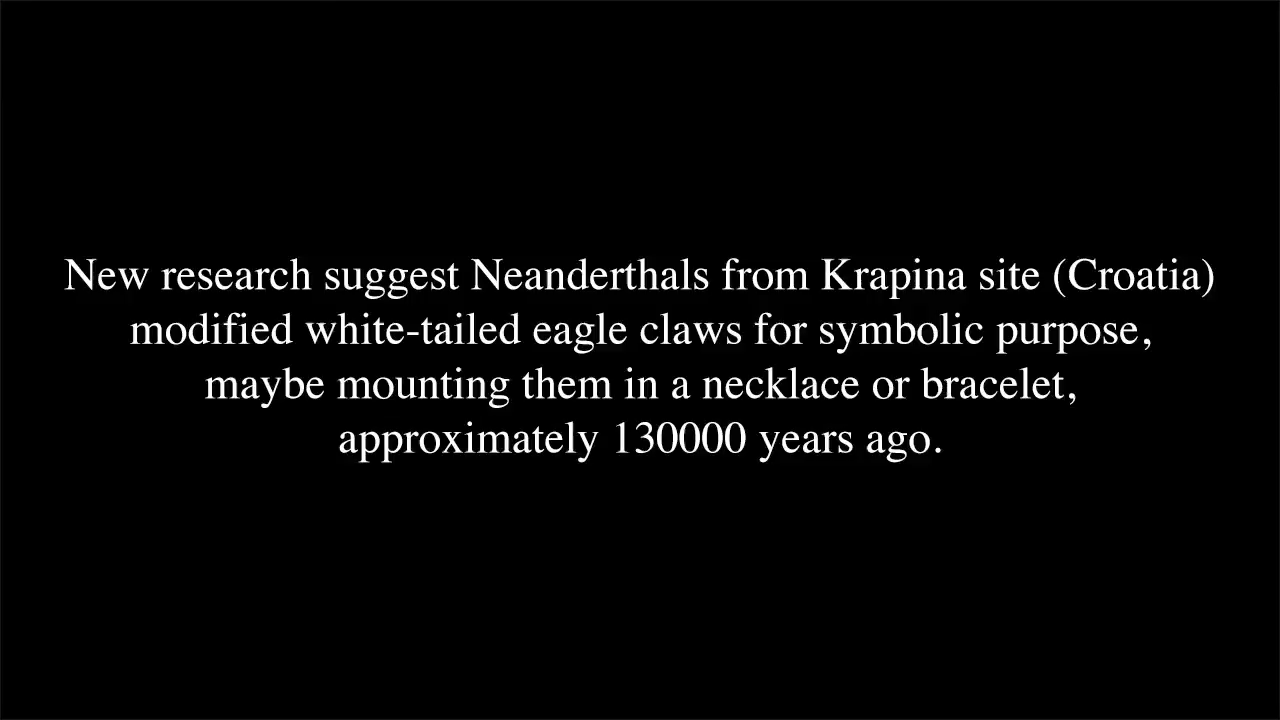 New research suggest Neanderthals from Krapina site (Croatia)
modified white-tailed eagle claws for symbolic purpose,
maybe mounting them in a necklace or bracelet,
approximately 130000 years ago.